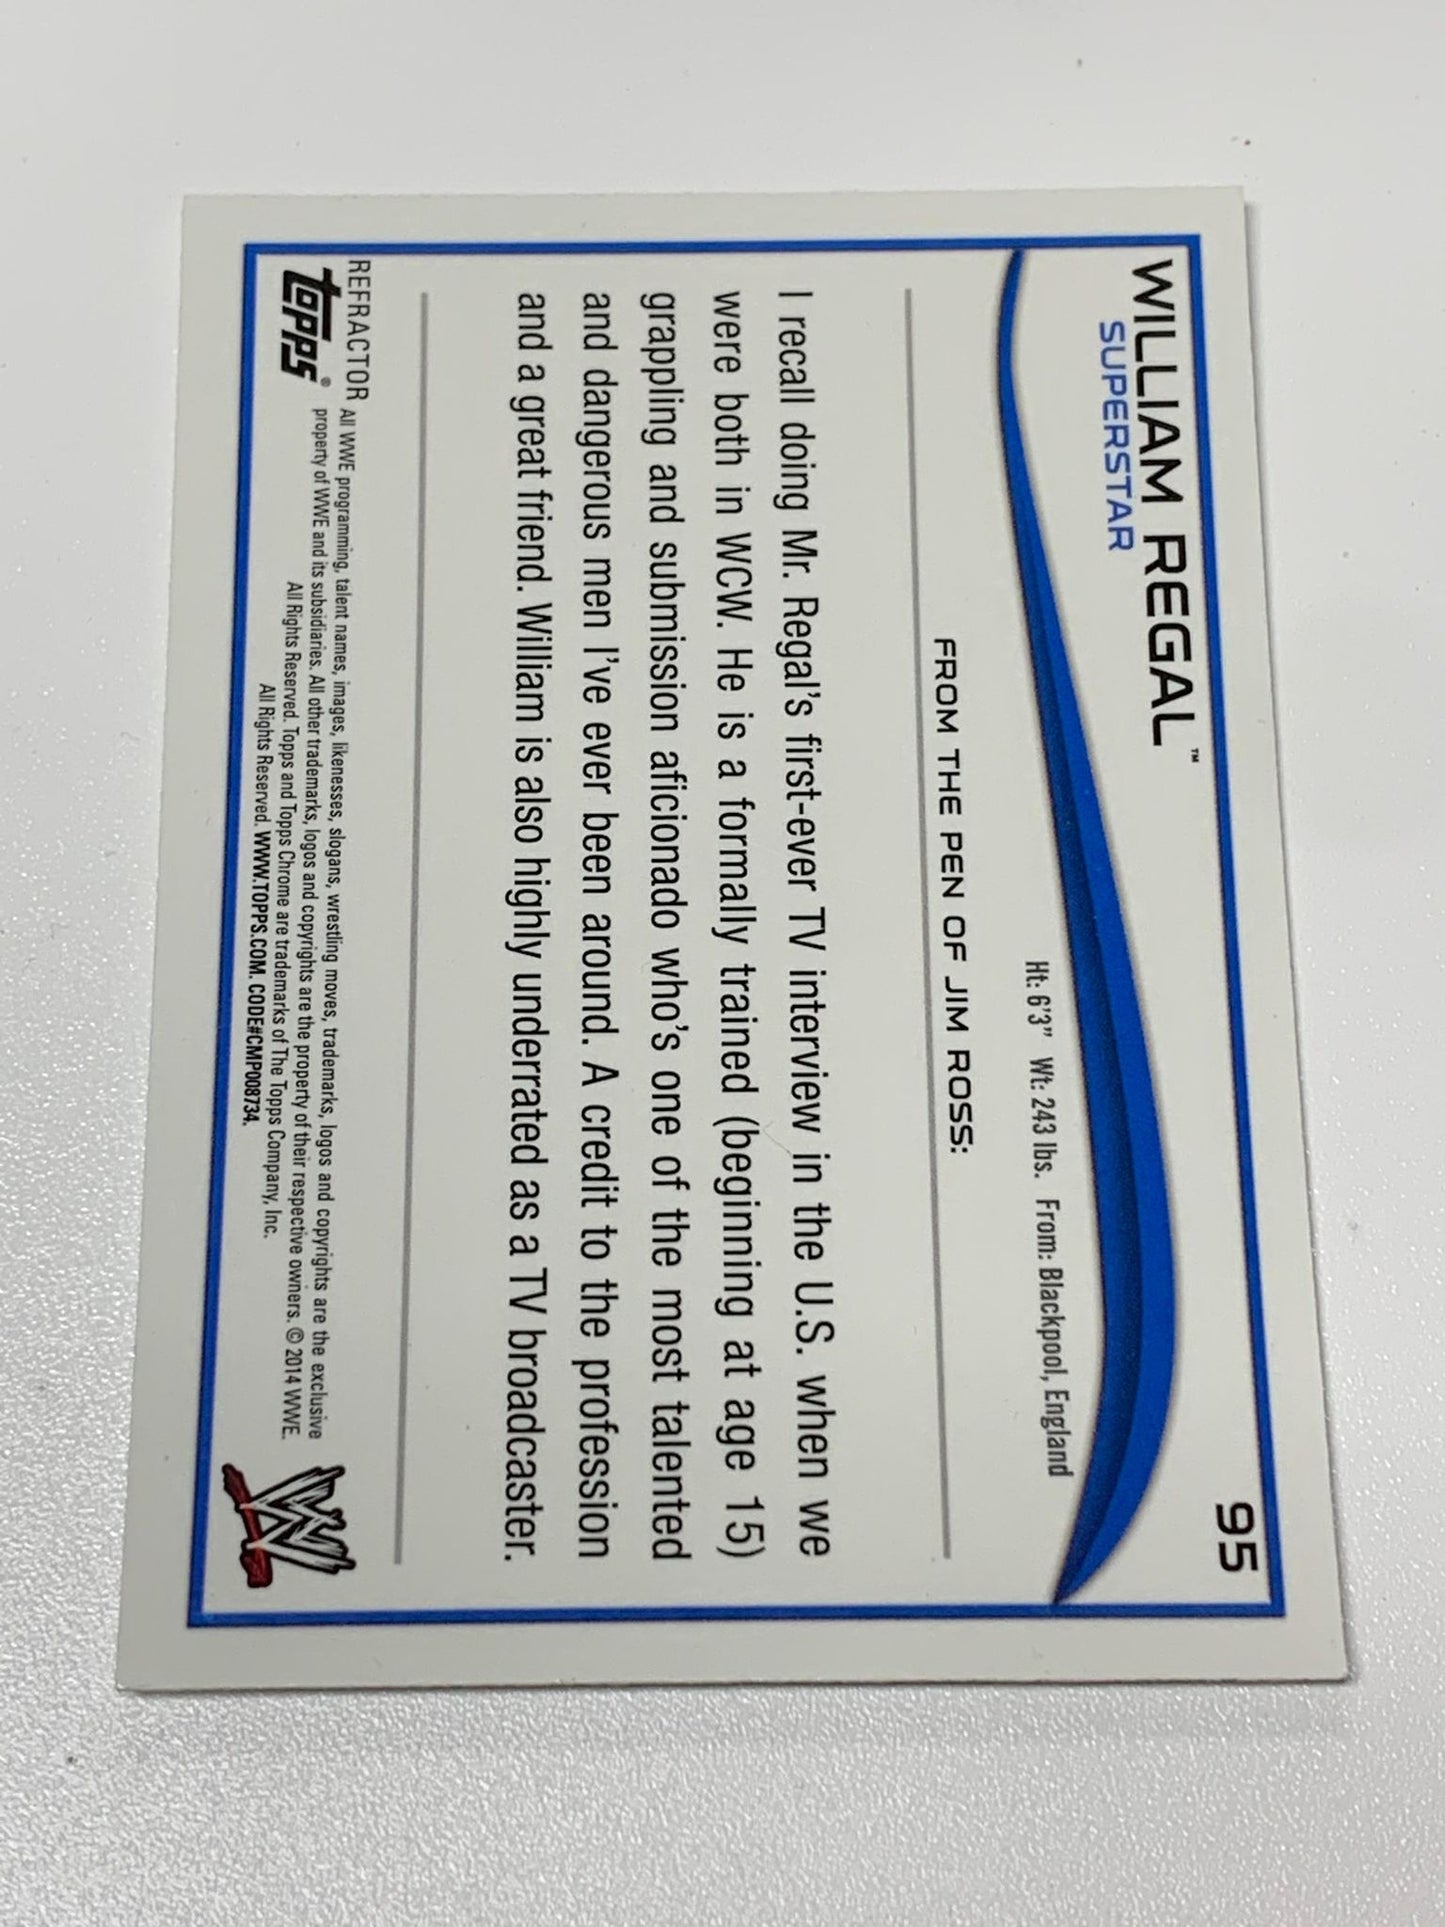 95
WILLIAM REGAL™
SUPERSTAR
Ht: 6'3" Wt: 243 lbs. From: Blackpool, England
FROM THE PEN OF JIM ROSS:
I recall doing Mr. Regal's first-ever TV interview in the U.S. when we
were both in WCW. He is a formally trained (beginning at age 15)
grappling and submission aficionado who's one of the most talented
and dangerous men I've ever been around. A credit to the profession
and a great friend. William is also highly underrated as a TV broadcaster.
REFRACTOR
topps®
All WWE programming, talent names, images, likenesses, slogans, wrestling moves, trademarks, logos and copyrights are the exclusive
property of WWE and its subsidiaries. All other trademarks, logos and copyrights are the property of their respective owners. © 2014 WWE.
All Rights Reserved. Topps and Topps Chrome are trademarks of The Topps Company, Inc.
All Rights Reserved. WWW.TOPPS.COM. CODE#CMP008734.
W